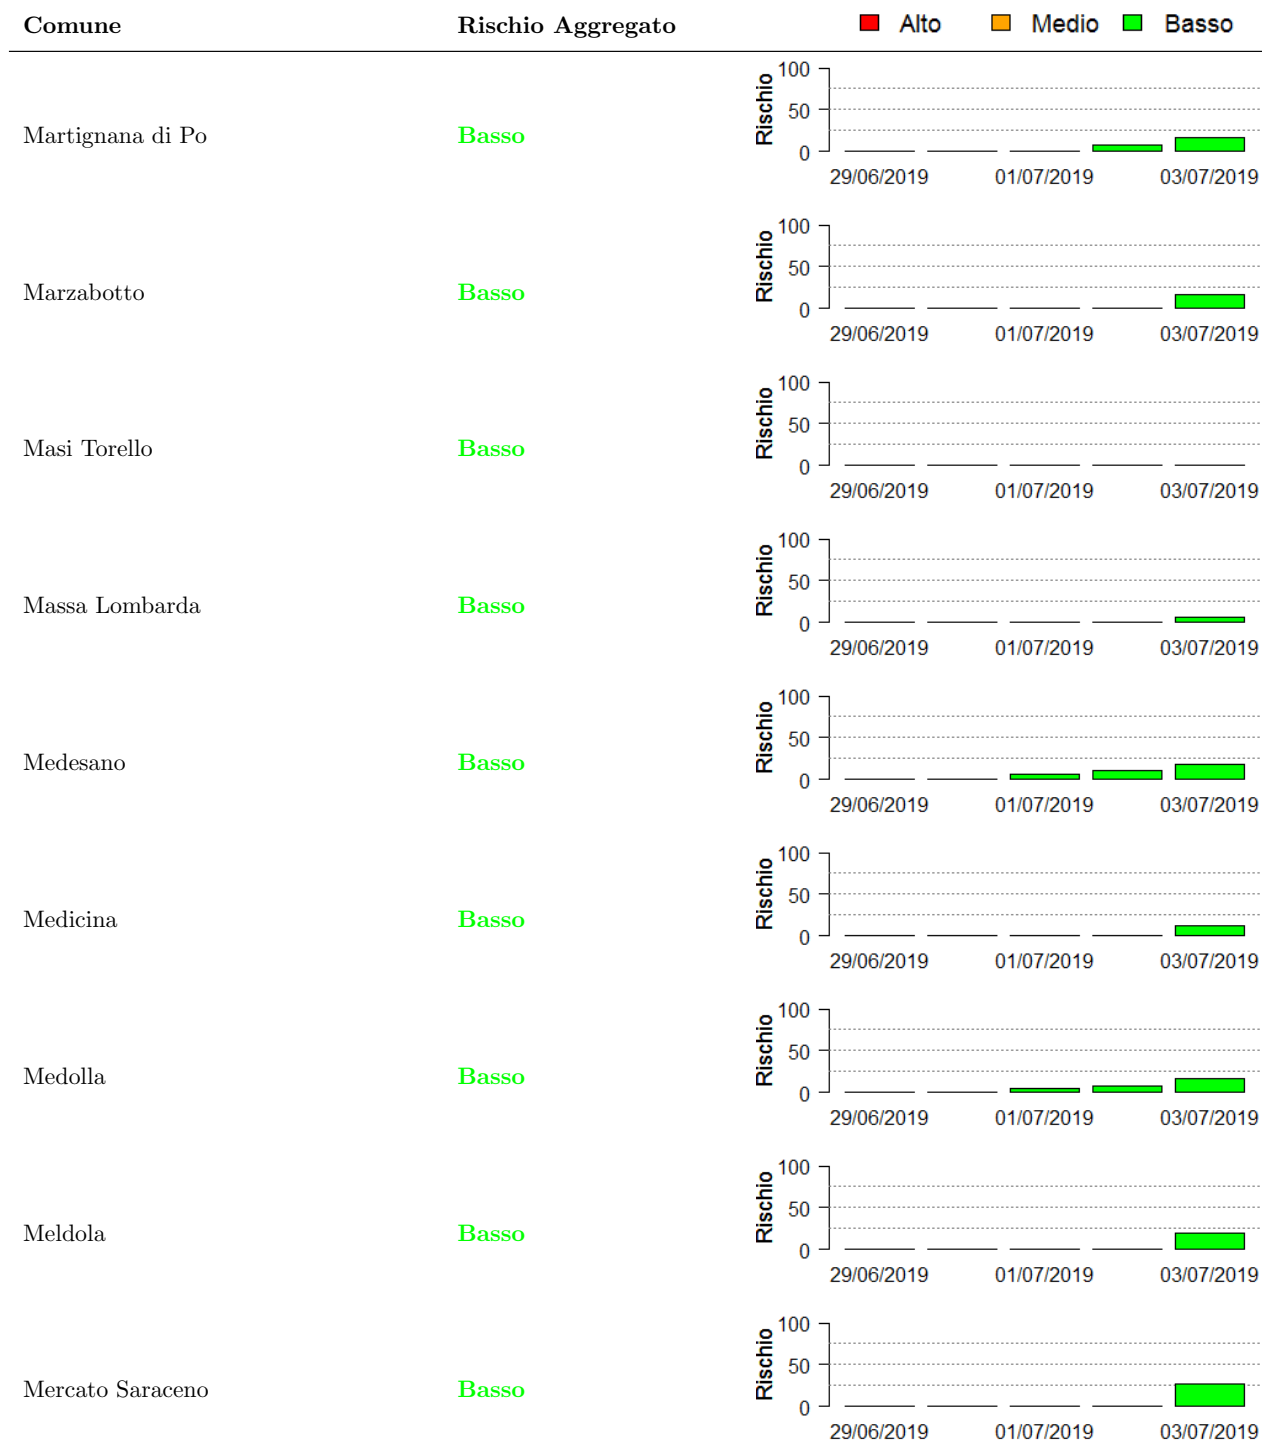 Comune Rischio Aggregato Alto Medio Basso
100
50
0
Rischio
Martignana di Po Basso
29/06/2019 01/07/2019 03/07/2019
100
50
0
Rischio
Marzabotto Basso
29/06/2019 01/07/2019 03/07/2019
100
50
0
Rischio
Masi Torello Basso
29/06/2019 01/07/2019 03/07/2019
100
50
0
Rischio
Massa Lombarda Basso
29/06/2019 01/07/2019 03/07/2019
100
50
0
Rischio
Medesano Basso
29/06/2019 01/07/2019 03/07/2019
100
50
0
Rischio
Medicina Basso
29/06/2019 01/07/2019 03/07/2019
100
50
0
Rischio
Medolla Basso
29/06/2019 01/07/2019 03/07/2019
100
50
0
Rischio
Meldola Basso
29/06/2019 01/07/2019 03/07/2019
100
50
0
Rischio
Mercato Saraceno Basso
29/06/2019 01/07/2019 03/07/2019